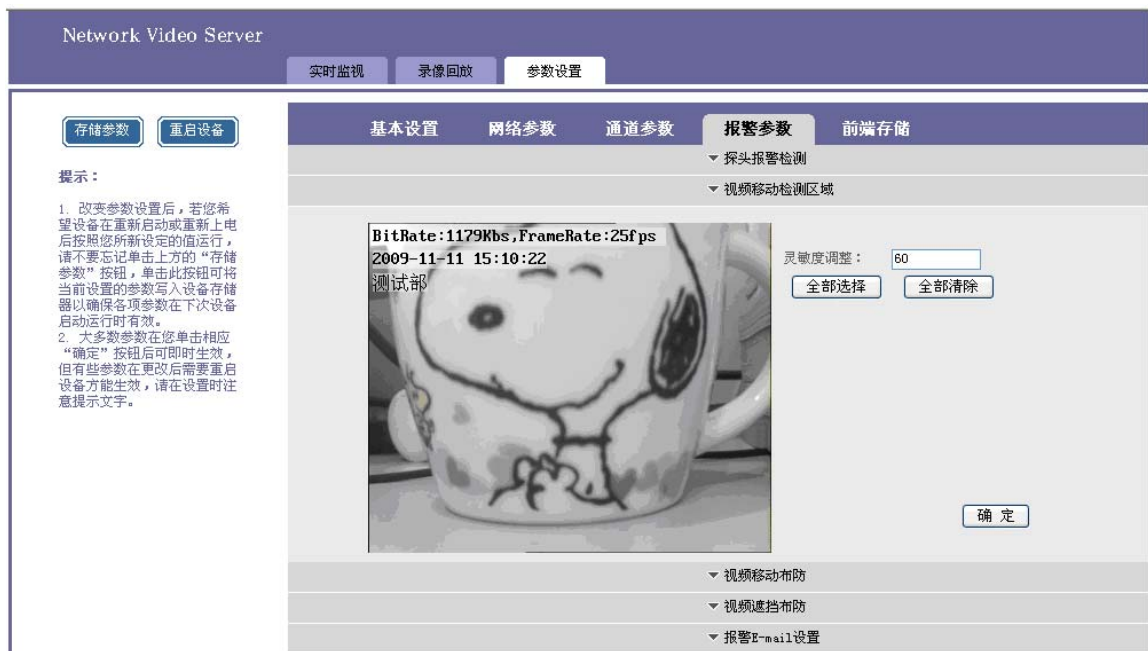 Network Video Server
实时监视 录像回放 参数设置
存储参数 重启设备
基本设置 网络参数 通道参数 报警参数 前端存储
探头报警检测
视频移动检测区域
提示：
1. 改变参数设置后，若您希
望设备在重新启动或重新上电
后按照您所新设定的值运行，
请不要忘记单击上方的“存储
参数”按钮，单击此按钮可将
当前设置的参数写入设备存储
器以确保各项参数在下次设备
启动运行时有效。
2. 大多数参数在您单击相应
“确定”按钮后可即时生效，
但有些参数在更改后需要重启
设备方能生效，请在设置时注
意提示文字。
BitRate:1179Kbs,FrameRate:25fps
2009-11-11 15:10:22
测试部
灵敏度调整： 60
全部选择 全部清除
确 定
视频移动布防
视频遮挡布防
报警E-mail设置